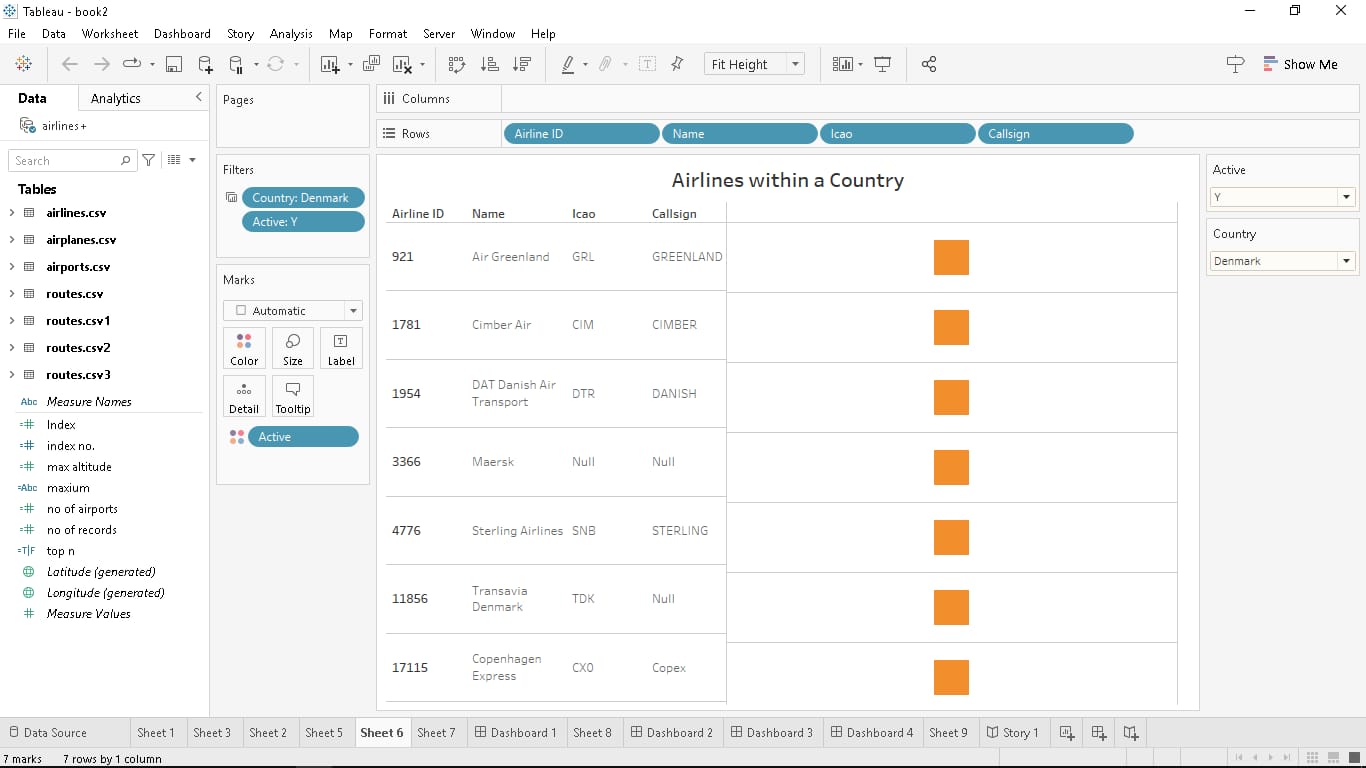 Tableau - book2
File Data Worksheet Dashboard Story Analysis Map Format Server Window Help
Fit Height
Show Me
Data Analytics
airlines+
Search
Tables
airlines.csv
airplanes.csv
airports.csv
routes.csv
routes.csv1
routes.csv2
routes.csv3
Abc Measure Names
=# Index
=# index no.
=# max altitude
=Abc maxium
=# no of airports
=# no of records
=T|F top n
Latitude (generated)
Longitude (generated)
# Measure Values
Pages
Filters
Country: Denmark
Active: Y
Marks
Automatic
Color Size Label
Detail Tooltip
Active
Columns
Rows Airline ID Name Icao Callsign
Airlines within a Country
Airline ID Name Icao Callsign
921 Air Greenland GRL GREENLAND
1781 Cimber Air CIM CIMBER
1954 DAT Danish Air Transport DTR DANISH
3366 Maersk Null Null
4776 Sterling Airlines SNB STERLING
11856 Transavia Denmark TDK Null
17115 Copenhagen Express CX0 Copex
Active
Y
Country
Denmark
Data Source Sheet 1 Sheet 3 Sheet 2 Sheet 5 Sheet 6 Sheet 7 Dashboard 1 Sheet 8 Dashboard 2 Dashboard 3 Dashboard 4 Sheet 9 Story 1
7 marks 7 rows by 1 column